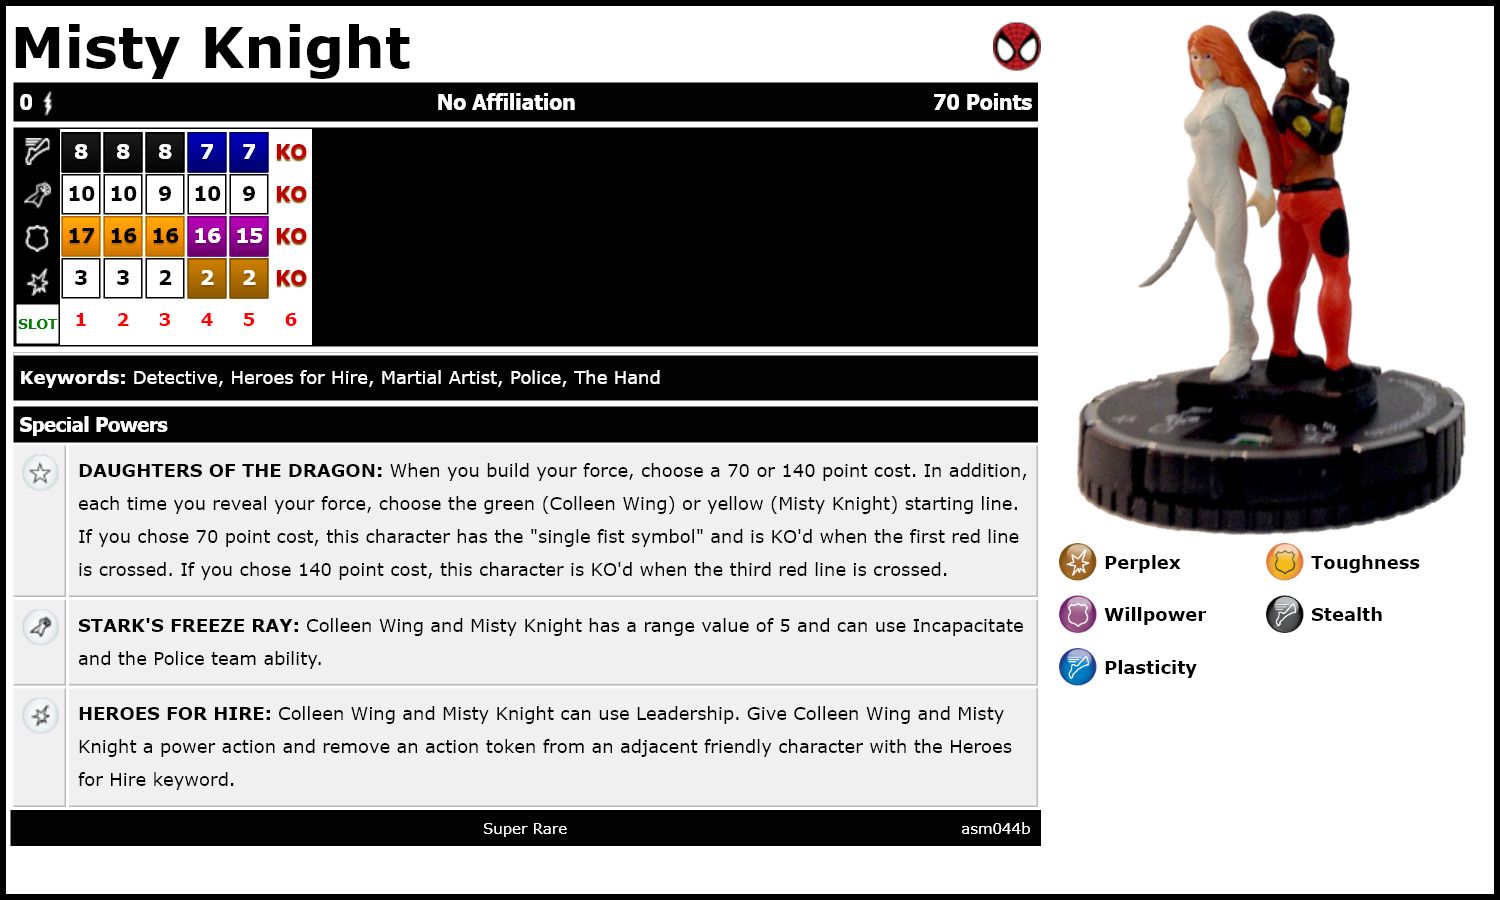 Misty Knight
0 No Affiliation 70 Points
8 8 8 7 7 KO
10 10 9 10 9 KO
17 16 16 16 15 KO
3 3 2 2 2 KO
SLOT 1 2 3 4 5 6
Keywords: Detective, Heroes for Hire, Martial Artist, Police, The Hand
Special Powers
DAUGHTERS OF THE DRAGON: When you build your force, choose a 70 or 140 point cost. In addition,
each time you reveal your force, choose the green (Colleen Wing) or yellow (Misty Knight) starting line.
If you chose 70 point cost, this character has the "single fist symbol" and is KO'd when the first red line
is crossed. If you chose 140 point cost, this character is KO'd when the third red line is crossed.
STARK'S FREEZE RAY: Colleen Wing and Misty Knight has a range value of 5 and can use Incapacitate
and the Police team ability.
HEROES FOR HIRE: Colleen Wing and Misty Knight can use Leadership. Give Colleen Wing and Misty
Knight a power action and remove an action token from an adjacent friendly character with the Heroes
for Hire keyword.
Super Rare asm044b
Perplex Toughness
Willpower Stealth
Plasticity